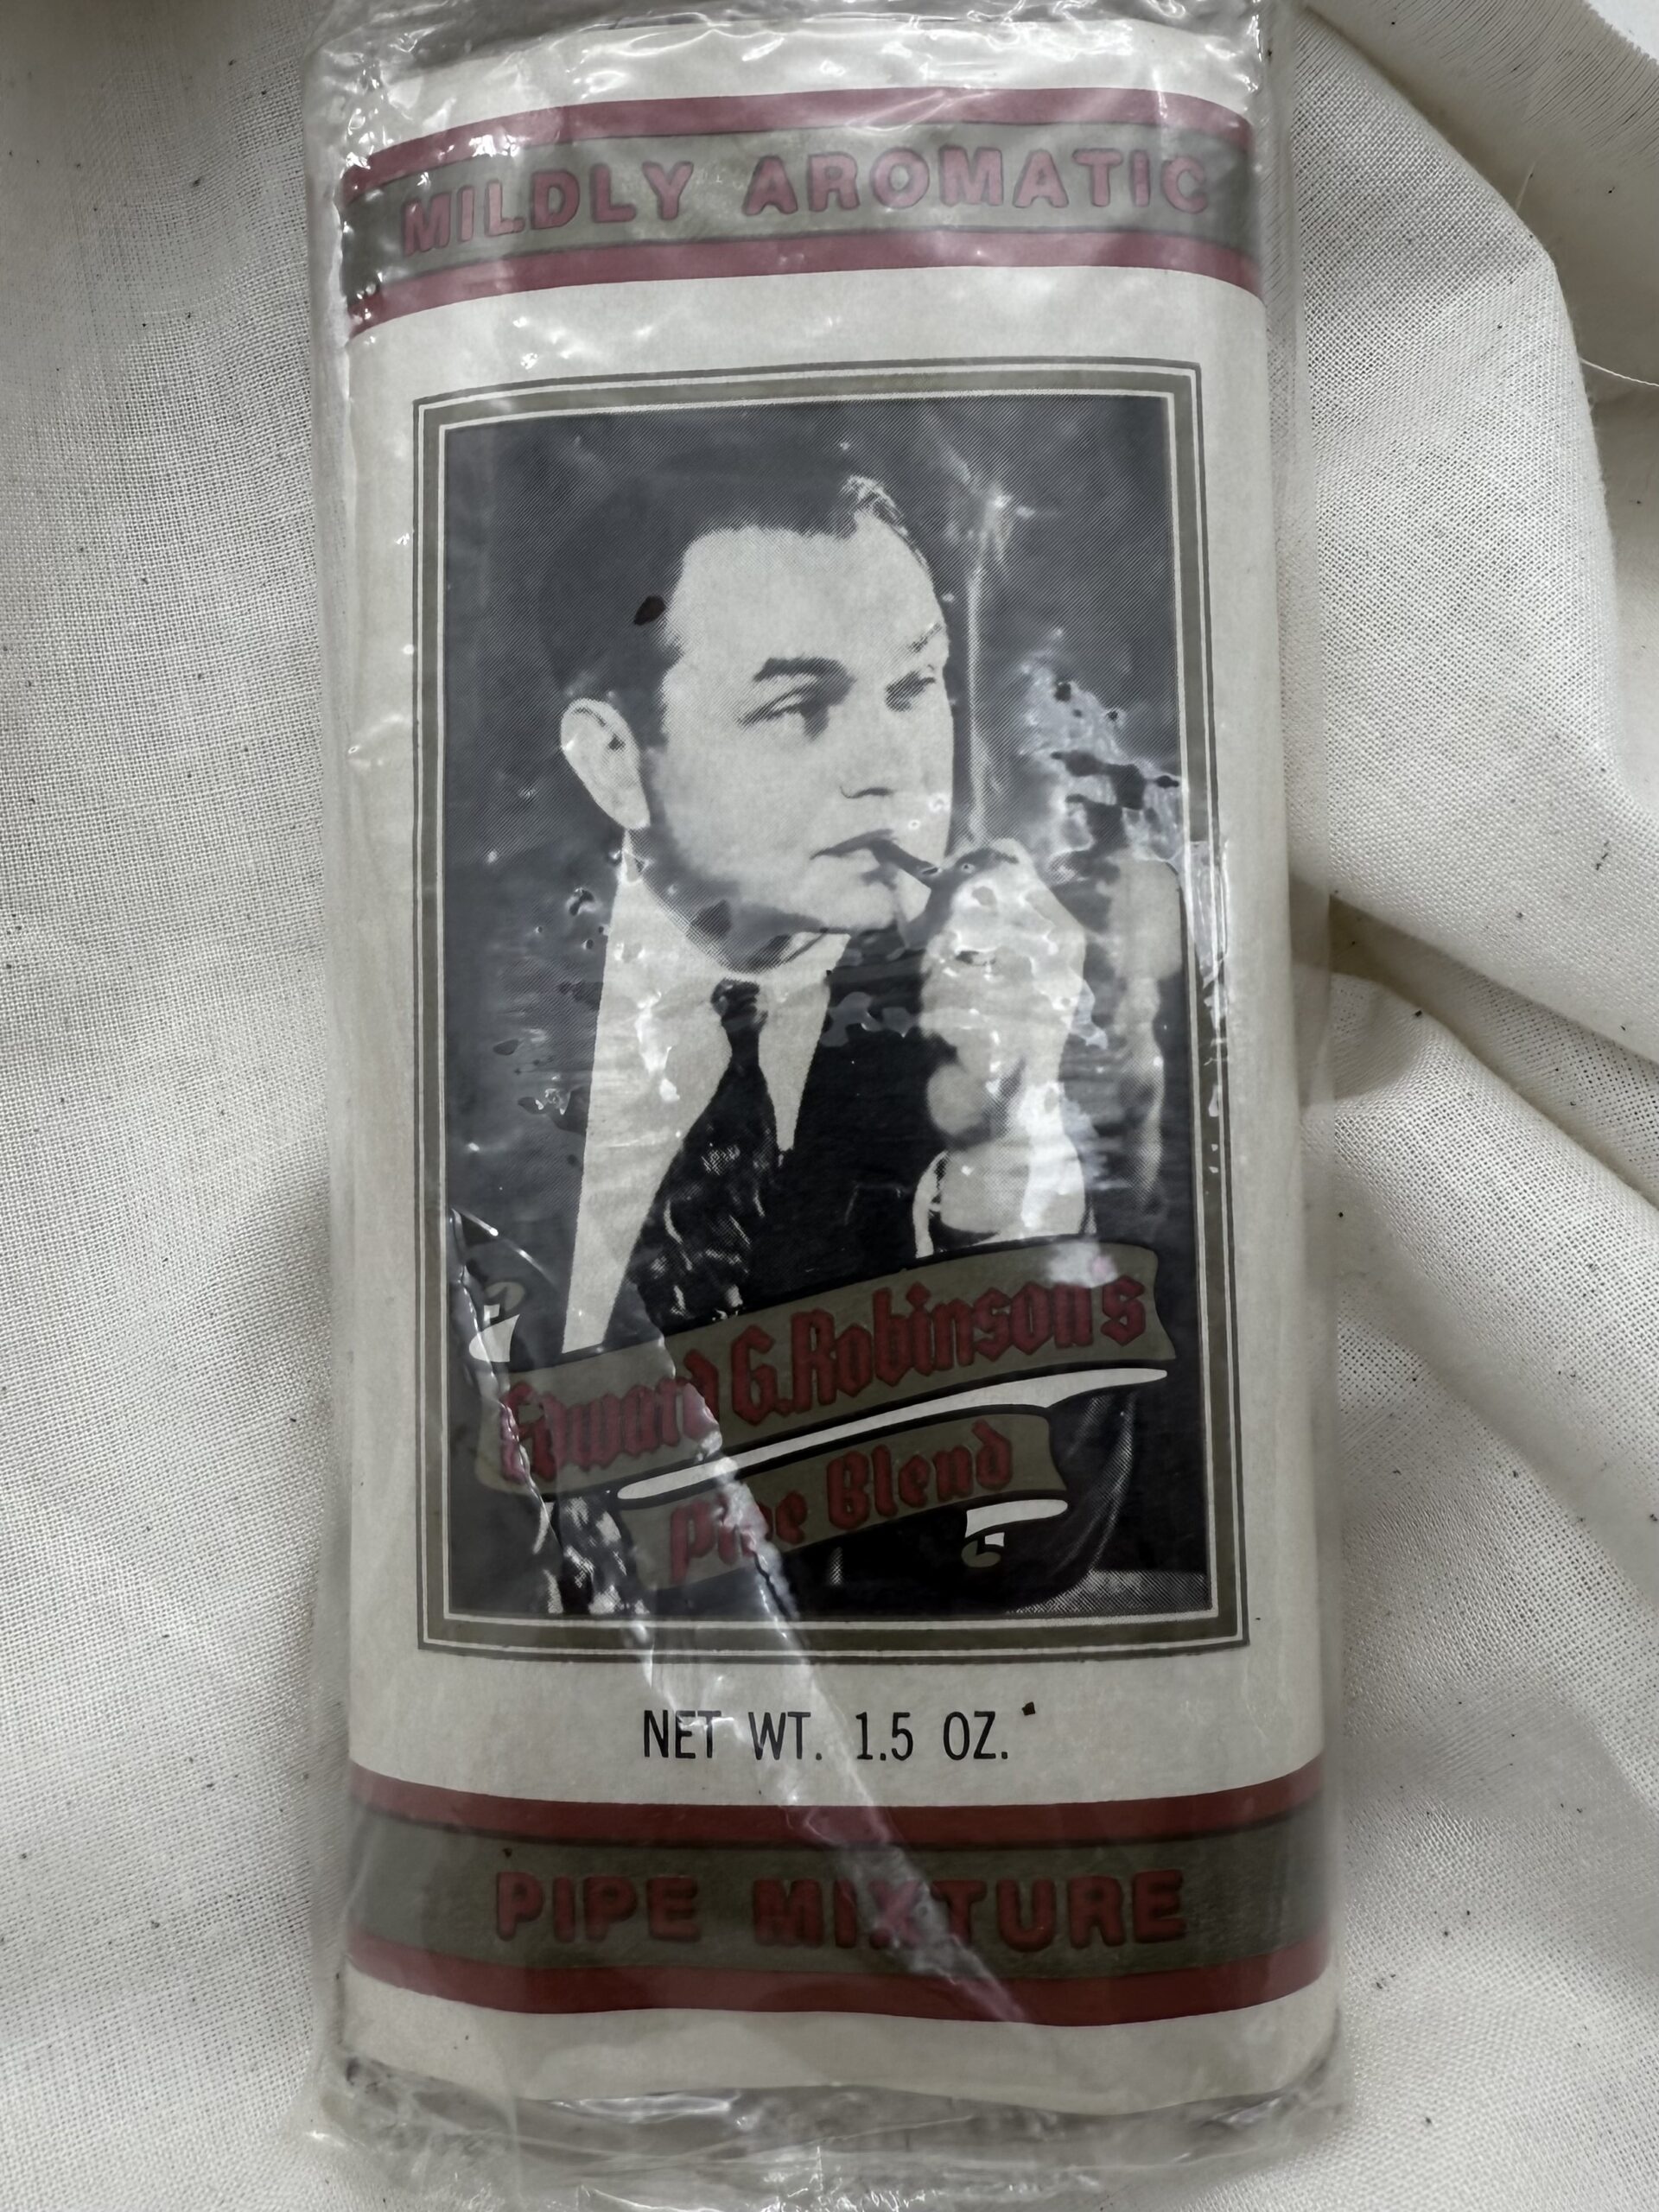 MILDLY AROMATIC
Edward G. Robinson's
Pipe Blend
NET WT. 1.5 OZ.
PIPE MIXTURE